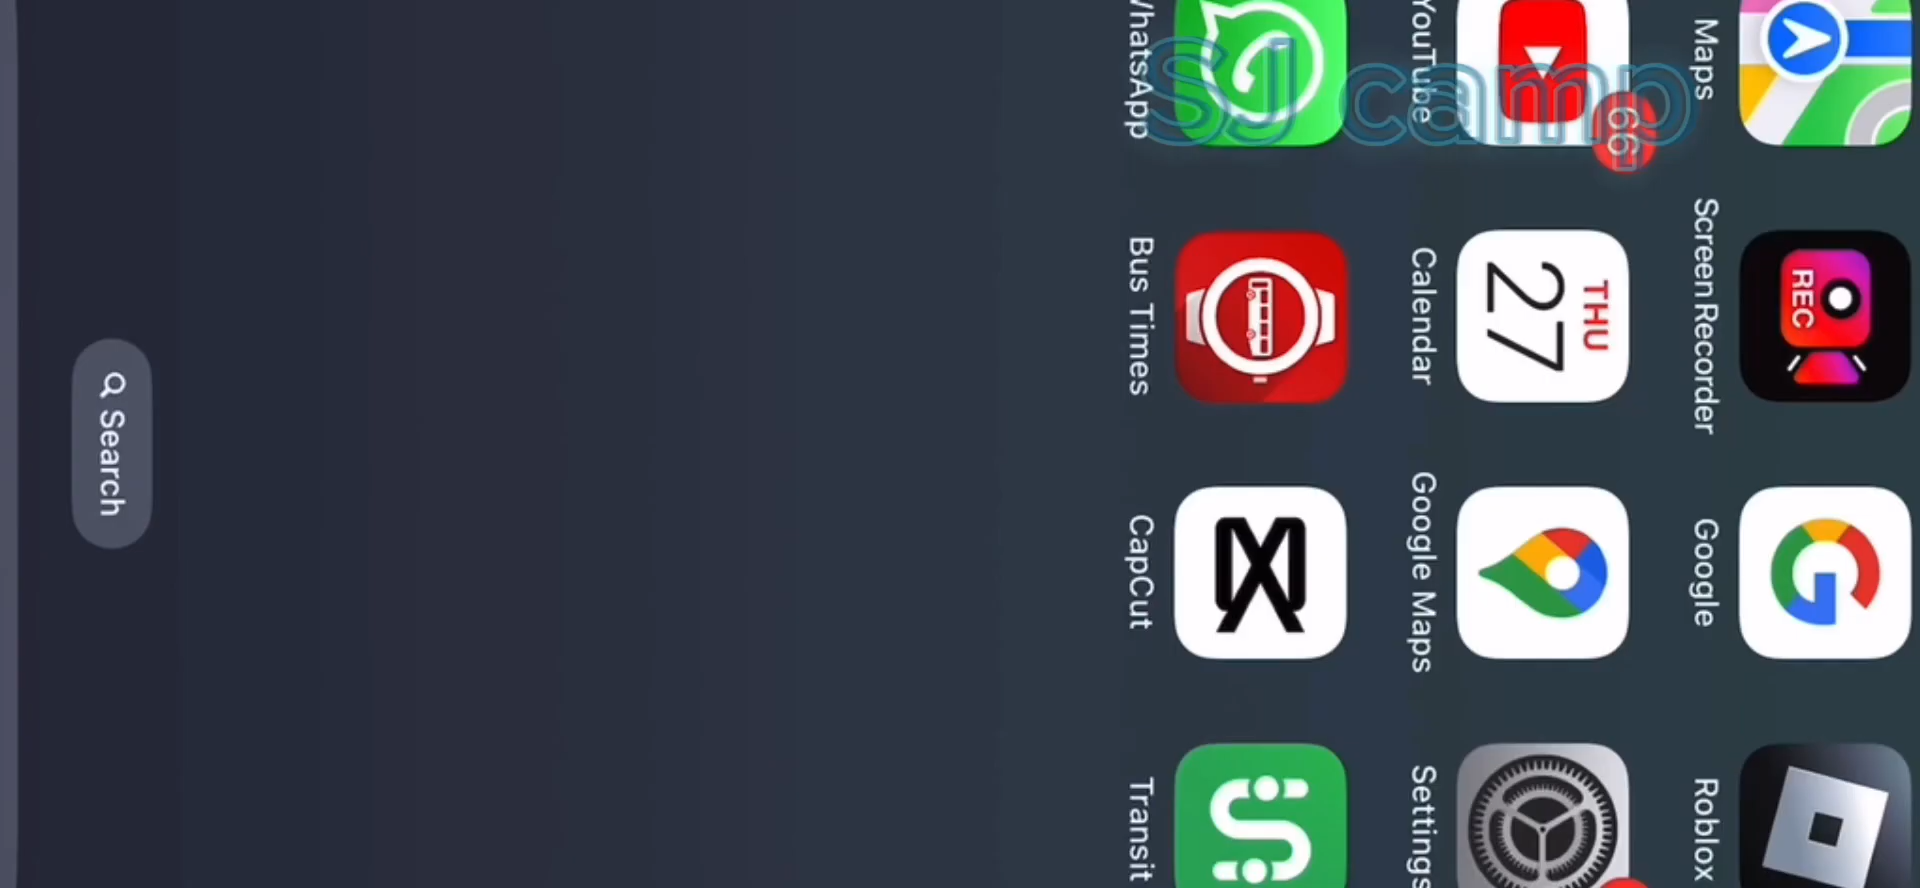 SJ camp
Maps
REC
Screen Recorder
Google
Roblox
66
YouTube
THU
27
Calendar
Google Maps
Settings
WhatsApp
Bus Times
CapCut
Transit
Search